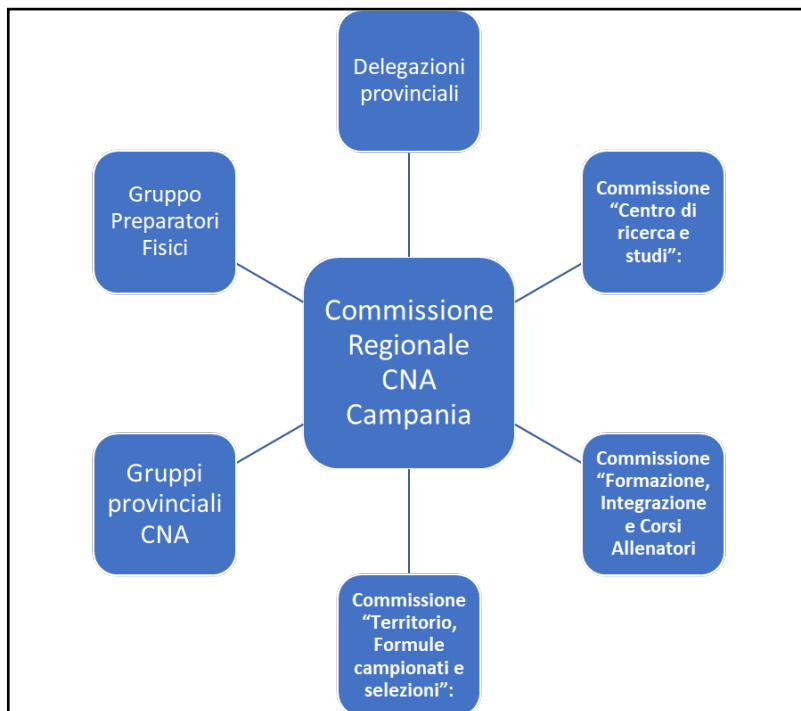 Delegazioni
provinciali
Gruppo
Preparatori
Fisici
Commissione
“Centro di
ricerca e
studi”:
Commissione
Regionale
CNA
Campania
Gruppi
provinciali
CNA
Commissione
“Formazione,
Integrazione
e Corsi
Allenatori
Commissione
“Territorio,
Formule
campionati e
selezioni”: